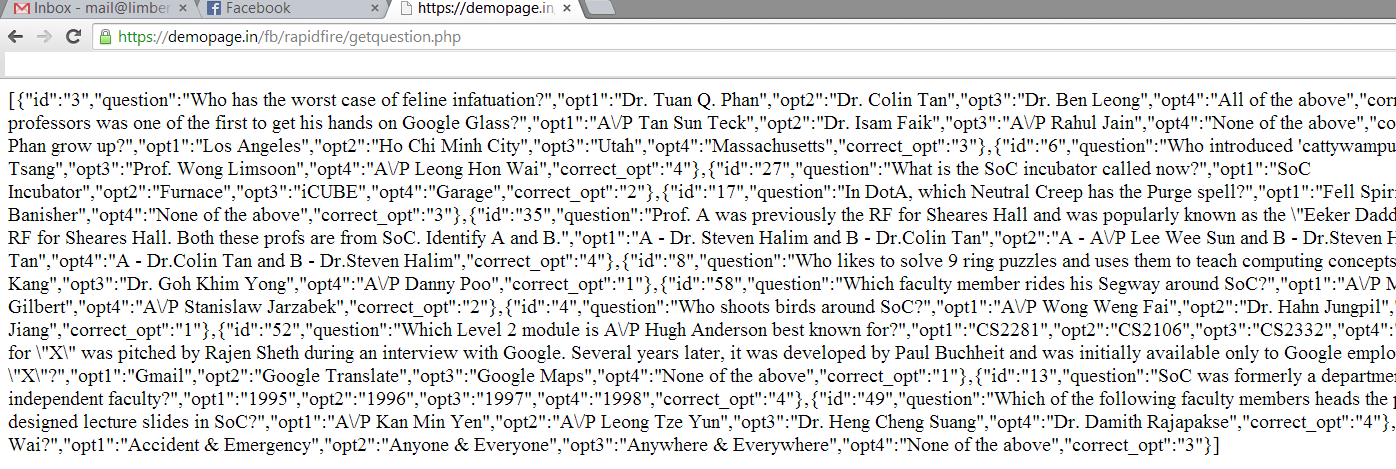 Inbox - mail@limber
Facebook
https://demopage.in
https://demopage.in/fb/rapidfire/getquestion.php
[{"id":"3","question":"Who has the worst case of feline infatuation?","opt1":"Dr. Tuan Q. Phan","opt2":"Dr. Colin Tan","opt3":"Dr. Ben Leong","opt4":"All of the above","corr
professors was one of the first to get his hands on Google Glass?","opt1":"A\/P Tan Sun Teck","opt2":"Dr. Isam Faik","opt3":"A\/P Rahul Jain","opt4":"None of the above","co
Phan grow up?","opt1":"Los Angeles","opt2":"Ho Chi Minh City","opt3":"Utah","opt4":"Massachusetts","correct_opt":"3"},{"id":"6","question":"Who introduced 'cattywampu
Tsang","opt3":"Prof. Wong Limsoon","opt4":"A\/P Leong Hon Wai","correct_opt":"4"},{"id":"27","question":"What is the SoC incubator called now?","opt1":"SoC
Incubator","opt2":"Furnace","opt3":"iCUBE","opt4":"Garage","correct_opt":"2"},{"id":"17","question":"In DotA, which Neutral Creep has the Purge spell?","opt1":"Fell Spiri
Banisher","opt4":"None of the above","correct_opt":"3"},{"id":"35","question":"Prof. A was previously the RF for Sheares Hall and was popularly known as the \"Eeker Dadd
RF for Sheares Hall. Both these profs are from SoC. Identify A and B.","opt1":"A - Dr. Steven Halim and B - Dr.Colin Tan","opt2":"A - A\/P Lee Wee Sun and B - Dr.Steven H
Tan","opt4":"A - Dr.Colin Tan and B - Dr.Steven Halim","correct_opt":"4"},{"id":"8","question":"Who likes to solve 9 ring puzzles and uses them to teach computing concepts
Kang","opt3":"Dr. Goh Khim Yong","opt4":"A\/P Danny Poo","correct_opt":"1"},{"id":"58","question":"Which faculty member rides his Segway around SoC?","opt1":"A\/P M
Gilbert","opt4":"A\/P Stanislaw Jarzabek","correct_opt":"2"},{"id":"4","question":"Who shoots birds around SoC?","opt1":"A\/P Wong Weng Fai","opt2":"Dr. Hahn Jungpil","
Jiang","correct_opt":"1"},{"id":"52","question":"Which Level 2 module is A\/P Hugh Anderson best known for?","opt1":"CS2281","opt2":"CS2106","opt3":"CS2332","opt4":"
for \"X\" was pitched by Rajen Sheth during an interview with Google. Several years later, it was developed by Paul Buchheit and was initially available only to Google emplo
\"X\"?","opt1":"Gmail","opt2":"Google Translate","opt3":"Google Maps","opt4":"None of the above","correct_opt":"1"},{"id":"13","question":"SoC was formerly a departmen
independent faculty?","opt1":"1995","opt2":"1996","opt3":"1997","opt4":"1998","correct_opt":"4"},{"id":"49","question":"Which of the following faculty members heads the p
designed lecture slides in SoC?","opt1":"A\/P Kan Min Yen","opt2":"A\/P Leong Tze Yun","opt3":"Dr. Heng Cheng Suang","opt4":"Dr. Damith Rajapakse","correct_opt":"4"},
Wai?","opt1":"Accident & Emergency","opt2":"Anyone & Everyone","opt3":"Anywhere & Everywhere","opt4":"None of the above","correct_opt":"3"}]